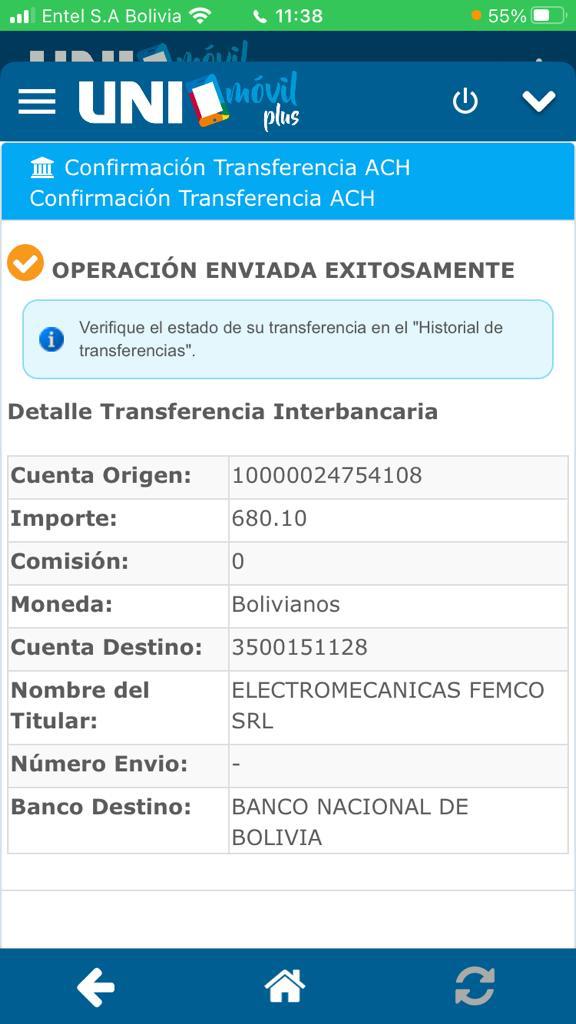 Entel S.A Bolivia 11:38 55%
UNI móvil plus
Confirmación Transferencia ACH
Confirmación Transferencia ACH
OPERACIÓN ENVIADA EXITOSAMENTE
Verifique el estado de su transferencia en el "Historial de
transferencias".
Detalle Transferencia Interbancaria
Cuenta Origen: 10000024754108
Importe: 680.10
Comisión: 0
Moneda: Bolivianos
Cuenta Destino: 3500151128
Nombre del ELECTROMECANICAS FEMCO
Titular: SRL
Número Envio: -
Banco Destino: BANCO NACIONAL DE
BOLIVIA